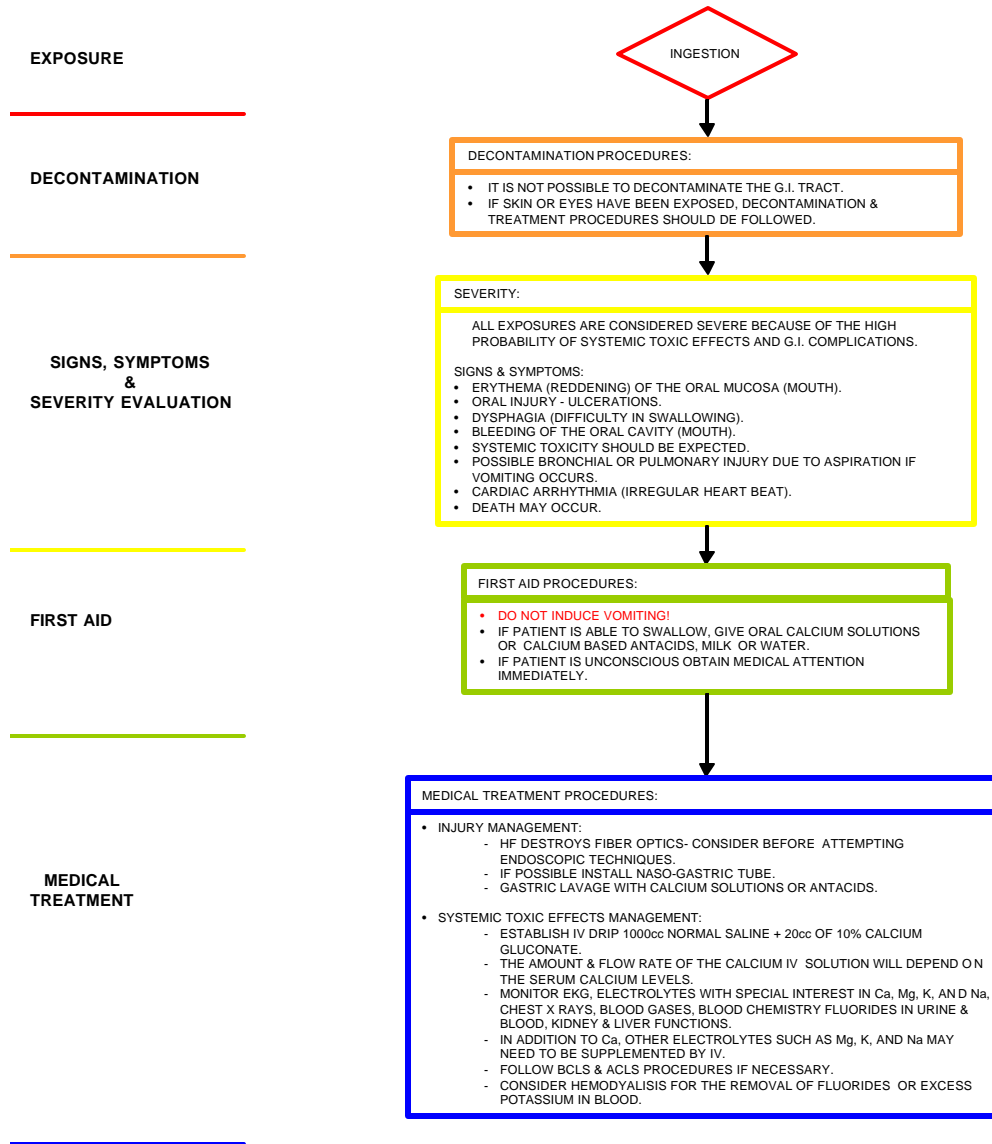 EXPOSURE
INGESTION
DECONTAMINATION
DECONTAMINATION PROCEDURES:
• IT IS NOT POSSIBLE TO DECONTAMINATE THE G.I. TRACT.
• IF SKIN OR EYES HAVE BEEN EXPOSED, DECONTAMINATION &
TREATMENT PROCEDURES SHOULD DE FOLLOWED.
SIGNS, SYMPTOMS
&
SEVERITY EVALUATION
SEVERITY:
ALL EXPOSURES ARE CONSIDERED SEVERE BECAUSE OF THE HIGH
PROBABILITY OF SYSTEMIC TOXIC EFFECTS AND G.I. COMPLICATIONS.
SIGNS & SYMPTOMS:
• ERYTHEMA (REDDENING) OF THE ORAL MUCOSA (MOUTH).
• ORAL INJURY - ULCERATIONS.
• DYSPHAGIA (DIFFICULTY IN SWALLOWING).
• BLEEDING OF THE ORAL CAVITY (MOUTH).
• SYSTEMIC TOXICITY SHOULD BE EXPECTED.
• POSSIBLE BRONCHIAL OR PULMONARY INJURY DUE TO ASPIRATION IF
VOMITING OCCURS.
• CARDIAC ARRHYTHMIA (IRREGULAR HEART BEAT).
• DEATH MAY OCCUR.
FIRST AID
FIRST AID PROCEDURES:
• DO NOT INDUCE VOMITING!
• IF PATIENT IS ABLE TO SWALLOW, GIVE ORAL CALCIUM SOLUTIONS
OR CALCIUM BASED ANTACIDS, MILK OR WATER.
• IF PATIENT IS UNCONSCIOUS OBTAIN MEDICAL ATTENTION
IMMEDIATELY.
MEDICAL
TREATMENT
MEDICAL TREATMENT PROCEDURES:
• INJURY MANAGEMENT:
- HF DESTROYS FIBER OPTICS- CONSIDER BEFORE ATTEMPTING
ENDOSCOPIC TECHNIQUES.
- IF POSSIBLE INSTALL NASO-GASTRIC TUBE.
- GASTRIC LAVAGE WITH CALCIUM SOLUTIONS OR ANTACIDS.
• SYSTEMIC TOXIC EFFECTS MANAGEMENT:
- ESTABLISH IV DRIP 1000cc NORMAL SALINE + 20cc OF 10% CALCIUM
GLUCONATE.
- THE AMOUNT & FLOW RATE OF THE CALCIUM IV SOLUTION WILL DEPEND ON
THE SERUM CALCIUM LEVELS.
- MONITOR EKG, ELECTROLYTES WITH SPECIAL INTEREST IN Ca, Mg, K, AND Na,
CHEST X RAYS, BLOOD GASES, BLOOD CHEMISTRY FLUORIDES IN URINE &
BLOOD, KIDNEY & LIVER FUNCTIONS.
- IN ADDITION TO Ca, OTHER ELECTROLYTES SUCH AS Mg, K, AND Na MAY
NEED TO BE SUPPLEMENTED BY IV.
- FOLLOW BCLS & ACLS PROCEDURES IF NECESSARY.
- CONSIDER HEMODYALISIS FOR THE REMOVAL OF FLUORIDES OR EXCESS
POTASSIUM IN BLOOD.